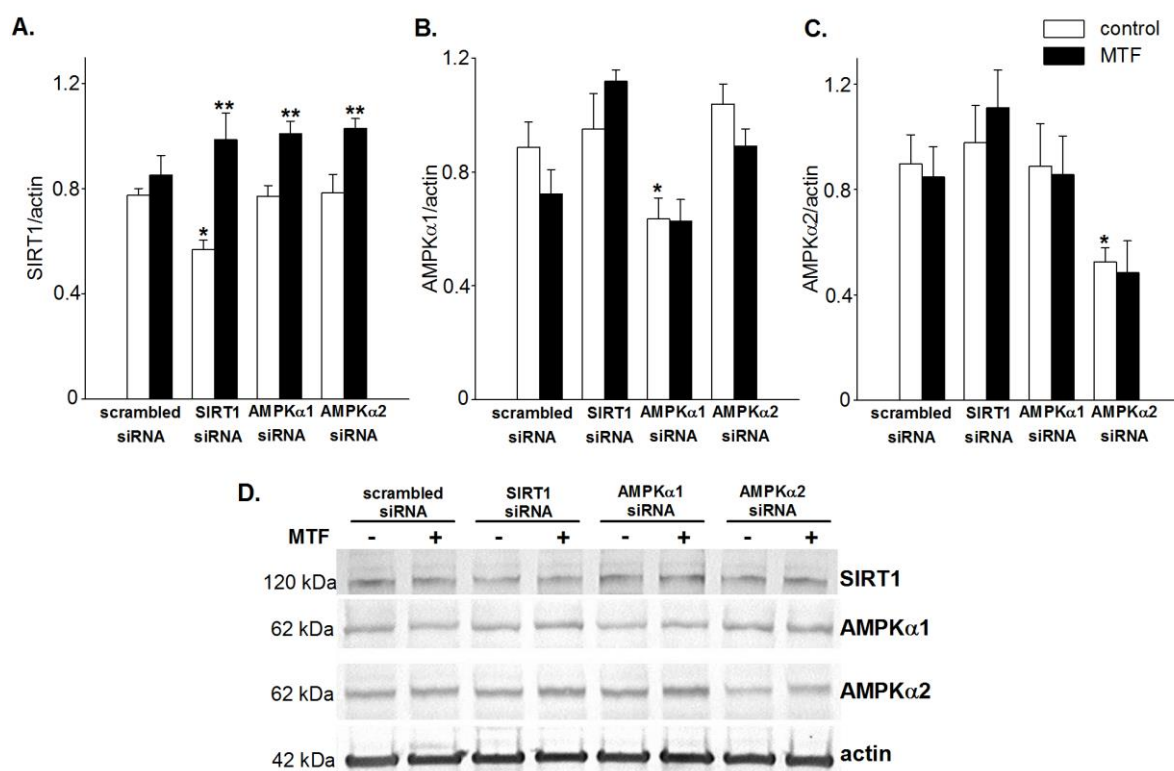 A.
B.
C.
control
MTF
SIRT1/actin
1.2
0.8
0.4
0
**
**
**
*
scrambled SIRT1 AMPKα1 AMPKα2
siRNA siRNA siRNA siRNA
AMPKα1/actin
1.2
0.8
0.4
0
*
scrambled SIRT1 AMPKα1 AMPKα2
siRNA siRNA siRNA siRNA
AMPKα2/actin
1.2
0.8
0.4
0
*
scrambled SIRT1 AMPKα1 AMPKα2
siRNA siRNA siRNA siRNA
D.
scrambled SIRT1 AMPKα1 AMPKα2
siRNA siRNA siRNA siRNA
MTF - + - + - + - +
120 kDa SIRT1
62 kDa AMPKα1
62 kDa AMPKα2
42 kDa actin